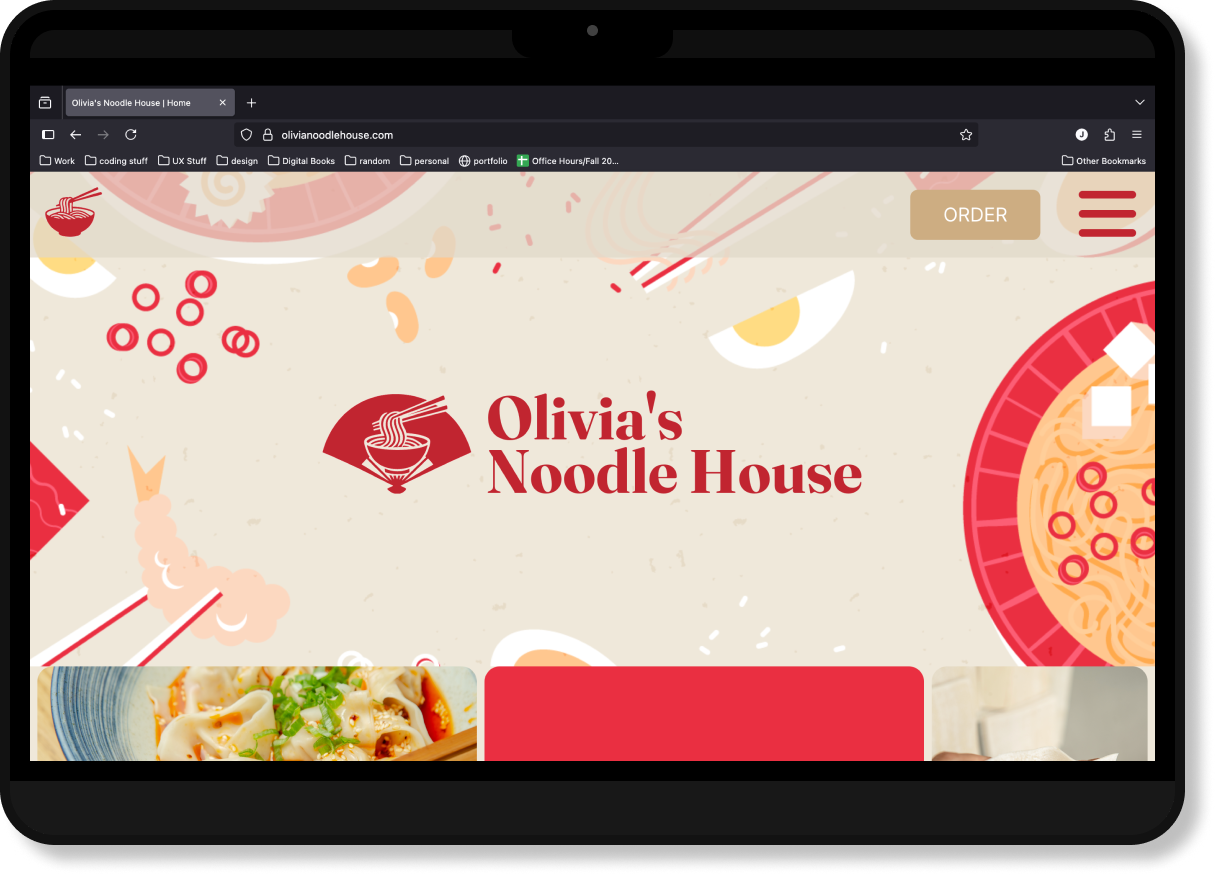 Olivia's Noodle House | Home
olivianoodlehouse.com
J
Work coding stuff UX Stuff design Digital Books random personal portfolio Office Hours/Fall 20... Other Bookmarks
ORDER
Olivia's
Noodle House